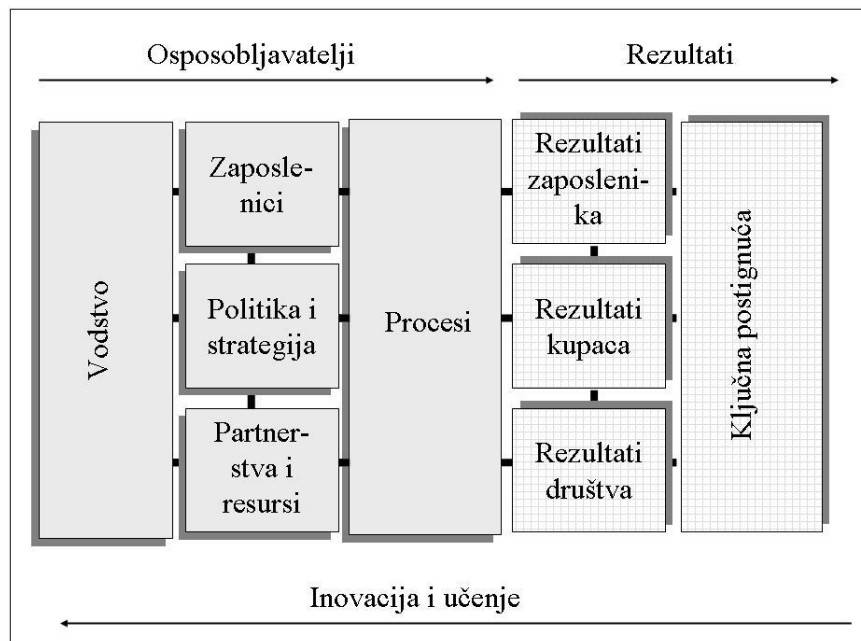 Osposobljavatelji
Rezultati
Vodstvo
Zaposle-
nici
Politika i
strategija
Partner-
stva i
resursi
Procesi
Rezultati
zaposleni-
ka
Rezultati
kupaca
Rezultati
društva
Ključna postignuća
Inovacija i učenje